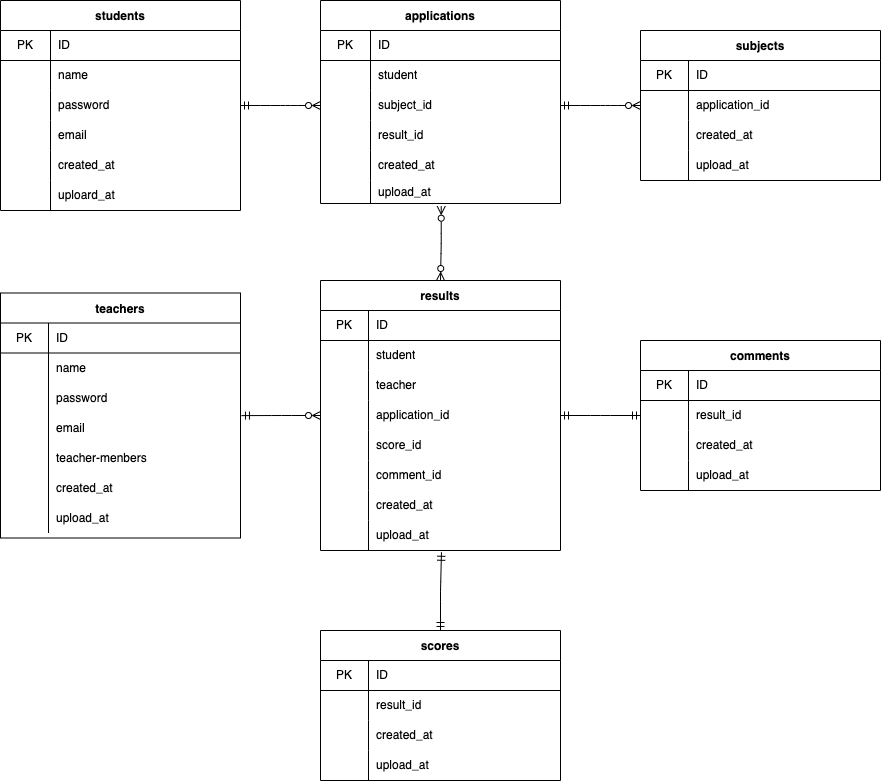 students
PK ID
name
password
email
created_at
uploard_at
applications
PK ID
student
subject_id
result_id
created_at
upload_at
subjects
PK ID
application_id
created_at
upload_at
teachers
PK ID
name
password
email
teacher-menbers
created_at
upload_at
results
PK ID
student
teacher
application_id
score_id
comment_id
created_at
upload_at
comments
PK ID
result_id
created_at
upload_at
scores
PK ID
result_id
created_at
upload_at